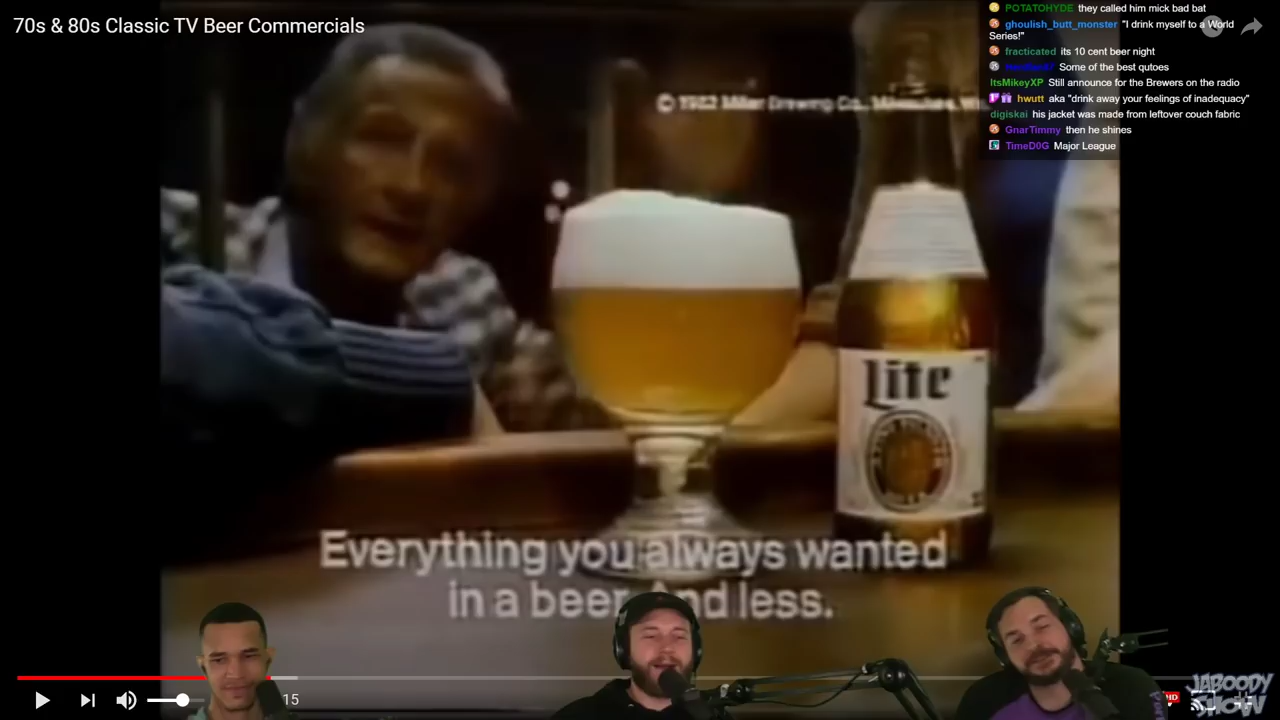 70s & 80s Classic TV Beer Commercials
POTATOHYDE they called him mick bad bat
ghoulish_butt_monster "I drink myself to a World
Series!"
fracticated its 10 cent beer night
Some of the best qutoes
ItsMikeyXP Still announce for the Brewers on the radio
hwutt aka "drink away your feelings of inadequacy"
digiskai his jacket was made from leftover couch fabric
GnarTimmy then he shines
TimeD0G Major League
© 1982 Miller Brewing Co., Milwaukee, Wi
Lite
Everything you always wanted
in a beer. And less.
15
HD
JABOODY
SHOW